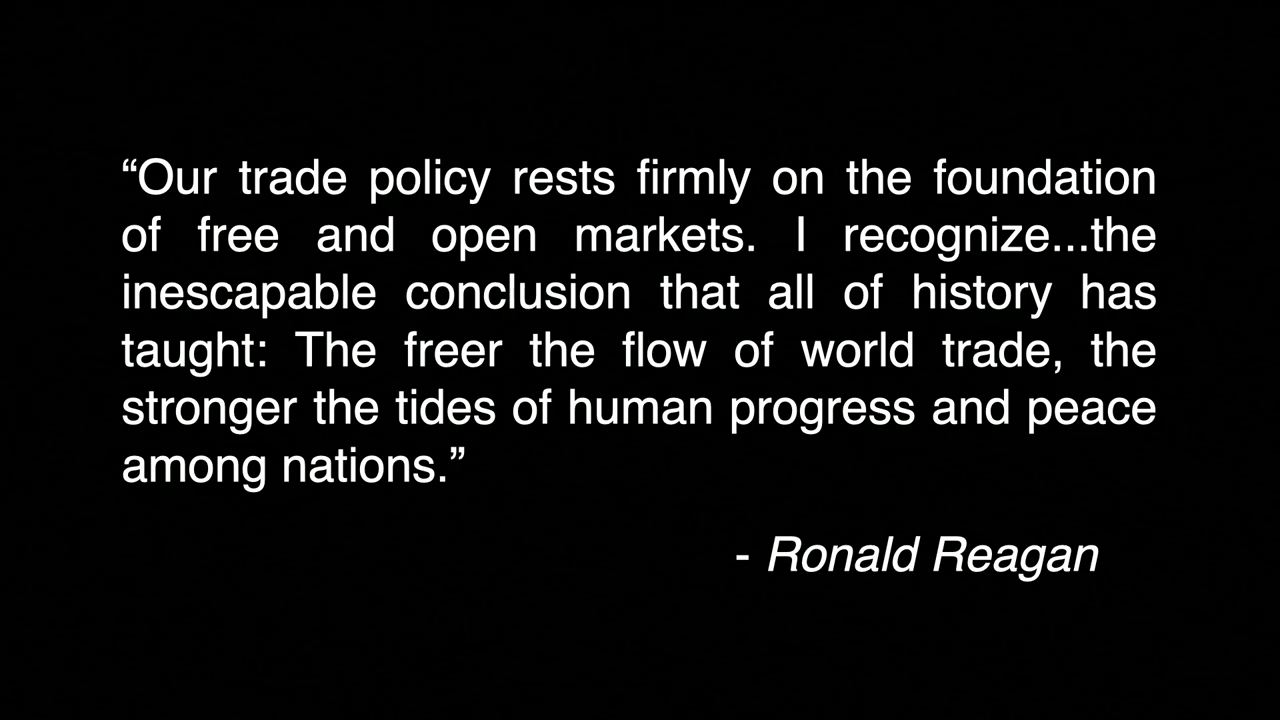 “Our trade policy rests firmly on the foundation
of free and open markets. I recognize...the
inescapable conclusion that all of history has
taught: The freer the flow of world trade, the
stronger the tides of human progress and peace
among nations.”
- Ronald Reagan